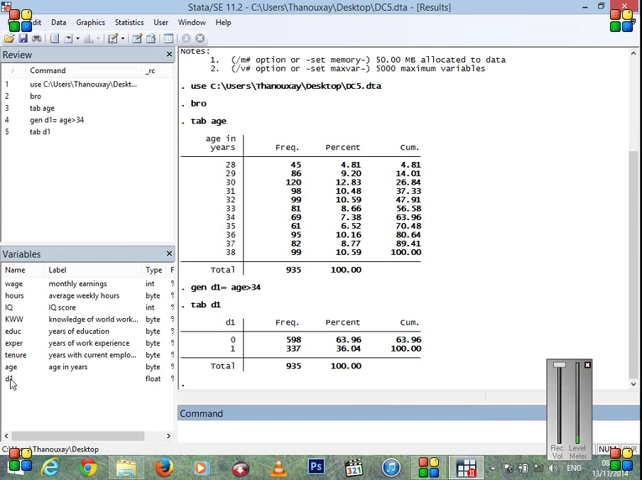 Stata/SE 11.2 - C:\Users\Thanouxay\Desktop\DC5.dta - [Results]
File Edit Data Graphics Statistics User Window Help
Review
Command _rc
1 use C:\Users\Thanouxay\Deskt...
2 bro
3 tab age
4 gen d1= age>34
5 tab d1
Variables
Name Label Type F
wage monthly earnings int
hours average weekly hours byte
IQ IQ score int
KWW knowledge of world work... byte
educ years of education byte
exper years of work experience byte
tenure years with current emplo... byte
age age in years byte
d1 float
Notes:
1. (/m# option or -set memory-) 50.00 MB allocated to data
2. (/v# option or -set maxvar-) 5000 maximum variables
. use C:\Users\Thanouxay\Desktop\DC5.dta
. bro
. tab age
age in
years Freq. Percent Cum.
28 45 4.81 4.81
29 86 9.20 14.01
30 120 12.83 26.84
31 98 10.48 37.33
32 99 10.59 47.91
33 81 8.66 56.58
34 69 7.38 63.96
35 61 6.52 70.48
36 95 10.16 80.64
37 82 8.77 89.41
38 99 10.59 100.00
Total 935 100.00
. gen d1= age>34
. tab d1
d1 Freq. Percent Cum.
0 598 63.96 63.96
1 337 36.04 100.00
Total 935 100.00
.
Command
Rec. Vol
Level Meter
NUM
ENG
13/11/2014